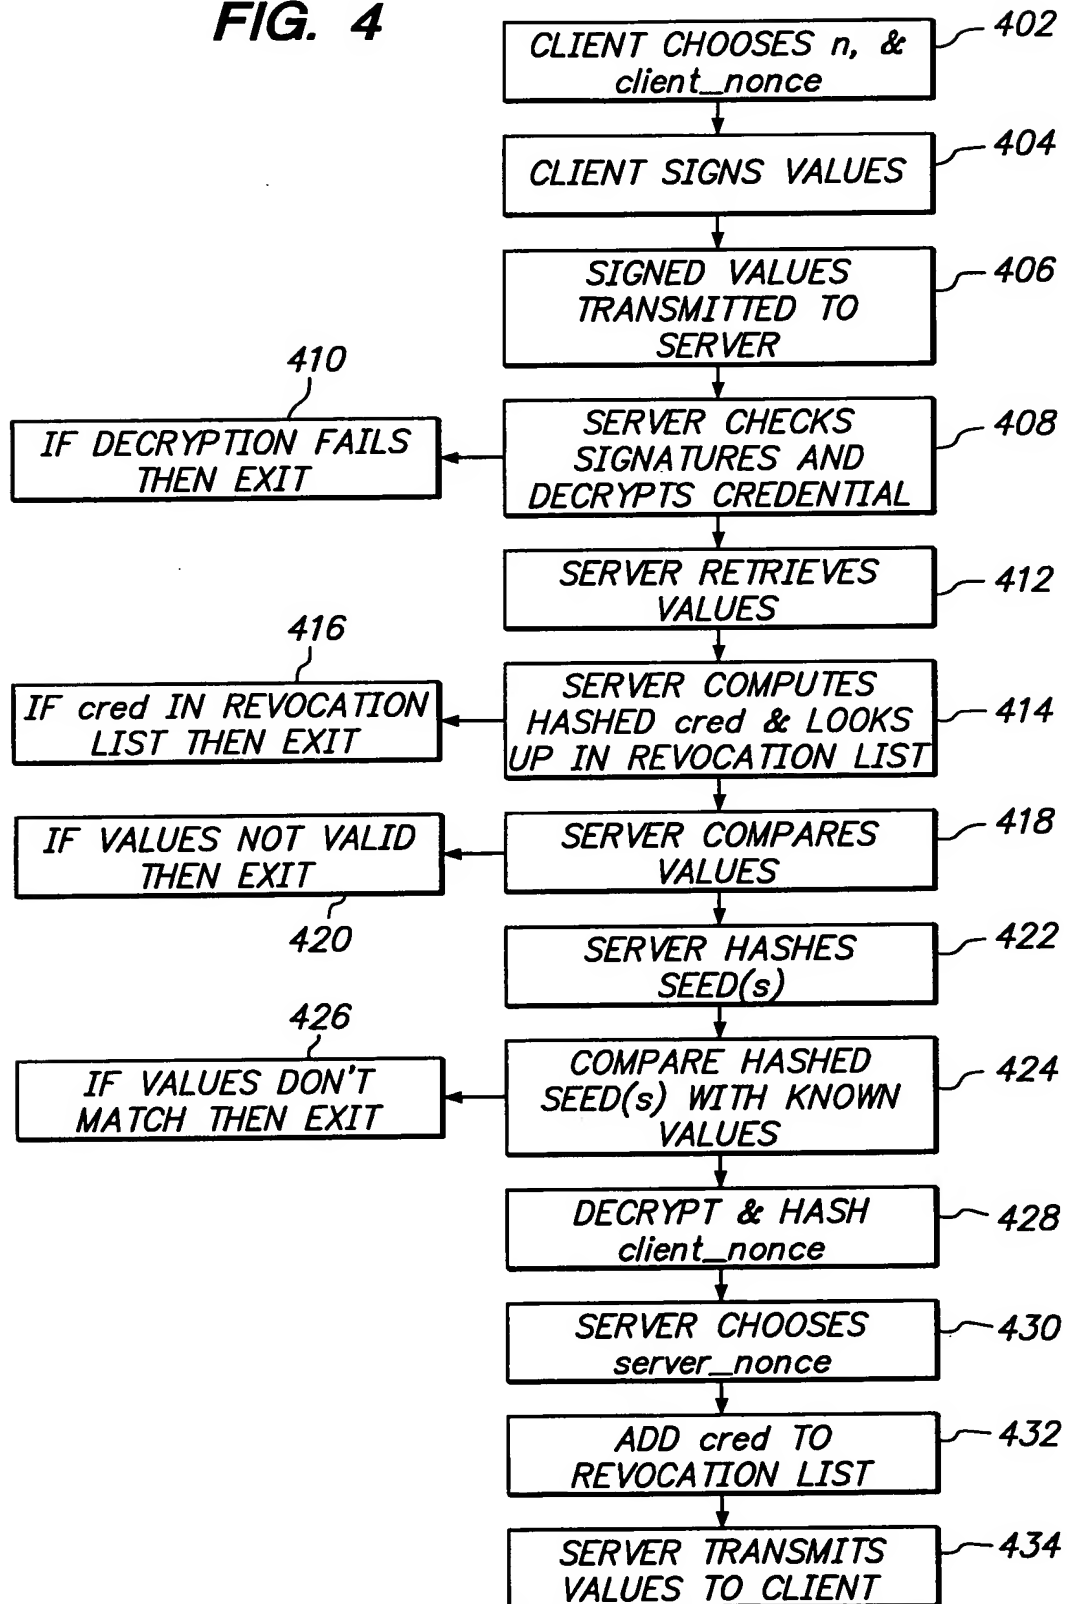 FIG. 4
CLIENT CHOOSES n, &
client_nonce
402
CLIENT SIGNS VALUES
404
SIGNED VALUES
TRANSMITTED TO
SERVER
406
SERVER CHECKS
SIGNATURES AND
DECRYPTS CREDENTIAL
408
410
IF DECRYPTION FAILS
THEN EXIT
SERVER RETRIEVES
VALUES
412
SERVER COMPUTES
HASHED cred & LOOKS
UP IN REVOCATION LIST
414
416
IF cred IN REVOCATION
LIST THEN EXIT
SERVER COMPARES
VALUES
418
IF VALUES NOT VALID
THEN EXIT
420
SERVER HASHES
SEED(s)
422
COMPARE HASHED
SEED(s) WITH KNOWN
VALUES
424
426
IF VALUES DON'T
MATCH THEN EXIT
DECRYPT & HASH
client_nonce
428
SERVER CHOOSES
server_nonce
430
ADD cred TO
REVOCATION LIST
432
SERVER TRANSMITS
VALUES TO CLIENT
434